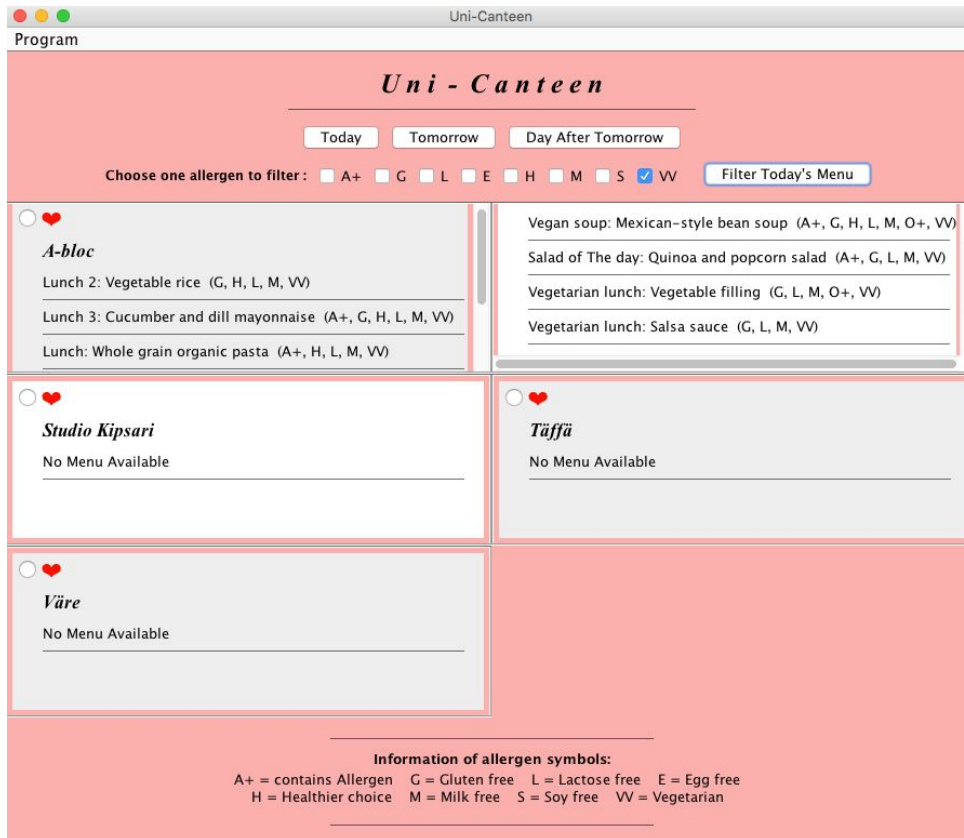 Uni-Canteen
Program
Uni - Canteen
Today Tomorrow Day After Tomorrow
Choose one allergen to filter: A+ G L E H M S VV Filter Today's Menu
A-bloc
Lunch 2: Vegetable rice (G, H, L, M, VV)
Lunch 3: Cucumber and dill mayonnaise (A+, G, H, L, M, VV)
Lunch: Whole grain organic pasta (A+, H, L, M, VV)
Vegan soup: Mexican-style bean soup (A+, G, H, L, M, O+, VV)
Salad of The day: Quinoa and popcorn salad (A+, G, L, M, VV)
Vegetarian lunch: Vegetable filling (G, L, M, O+, VV)
Vegetarian lunch: Salsa sauce (G, L, M, VV)
Studio Kipsari
No Menu Available
Täffä
No Menu Available
Väre
No Menu Available
Information of allergen symbols:
A+ = contains Allergen G = Gluten free L = Lactose free E = Egg free
H = Healthier choice M = Milk free S = Soy free VV = Vegetarian